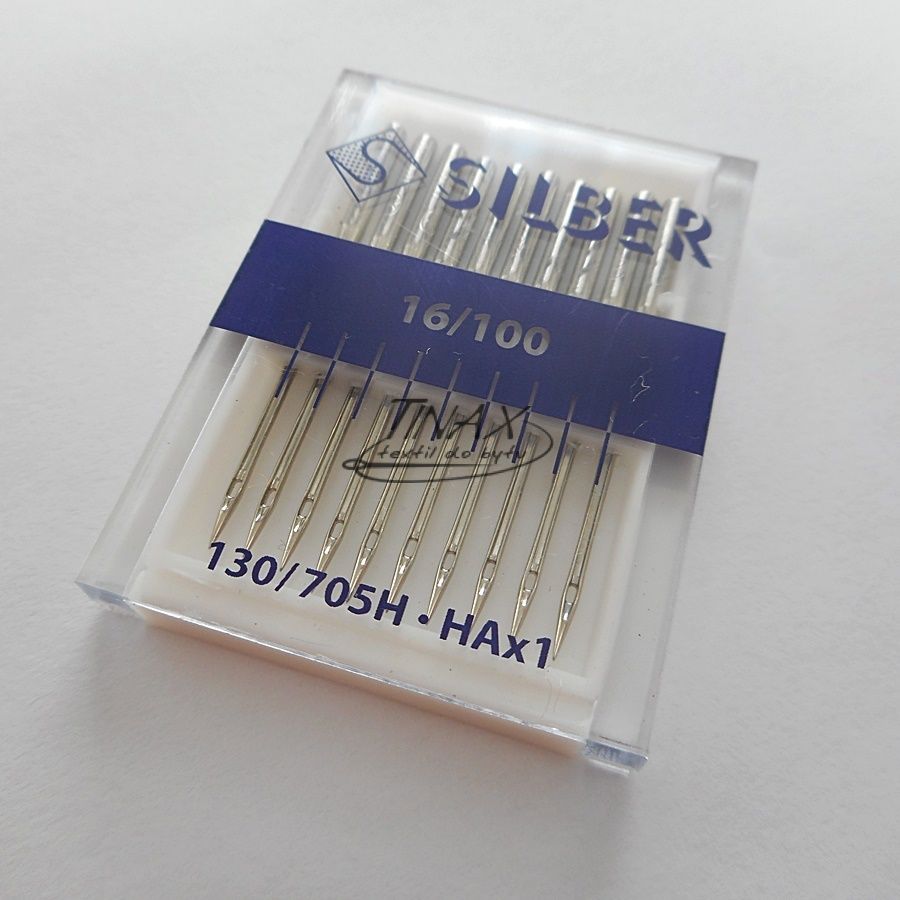 S SILBER
16/100
TINAX
textil do bytu
130/705H · HAx1